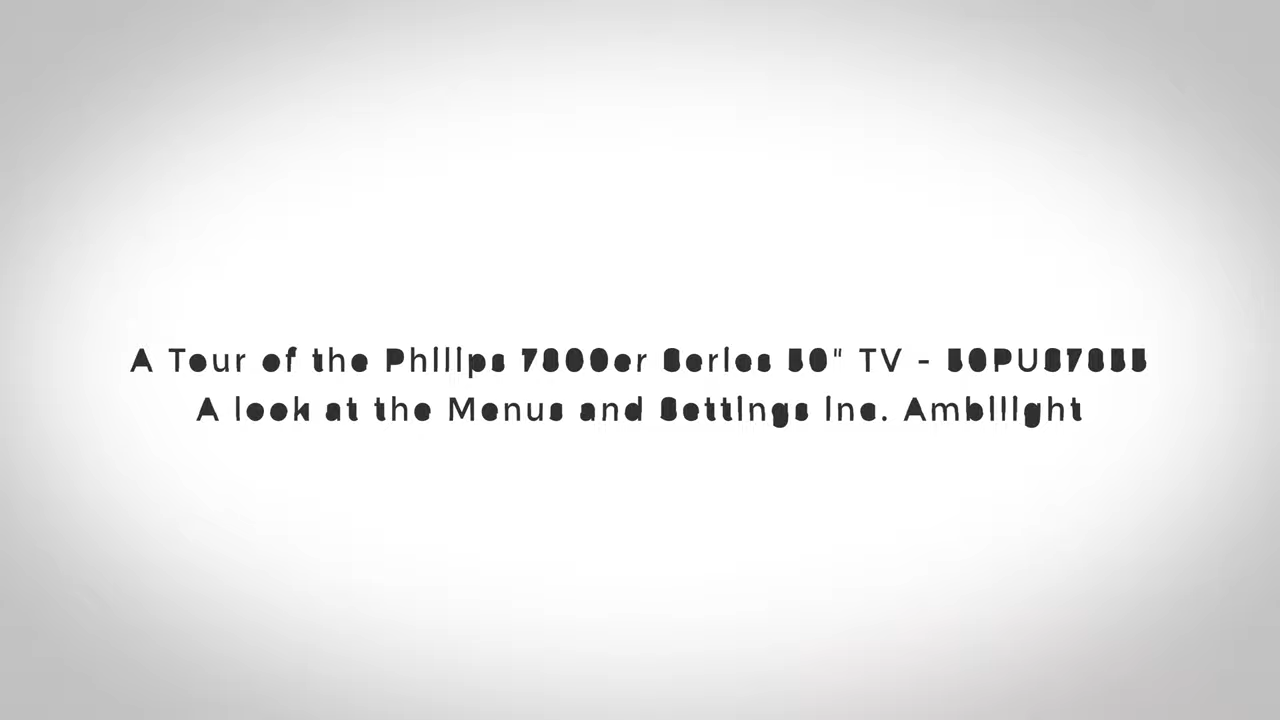 A Tour of the Philips 7800er Series 50" TV - 50PUS7855
A look at the Menus and Settings inc. Ambilight